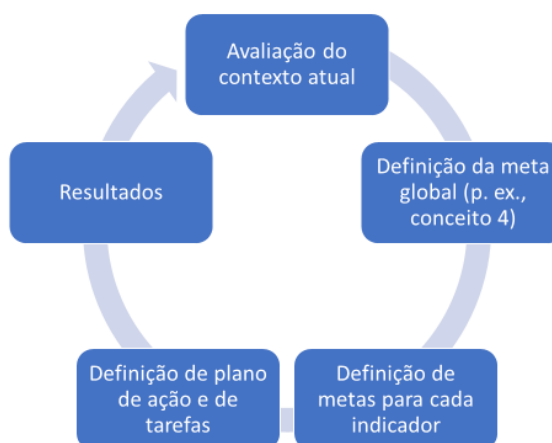 Avaliação do
contexto atual
Definição da meta
global (p. ex.,
conceito 4)
Definição de
metas para cada
indicador
Definição de plano
de ação e de
tarefas
Resultados